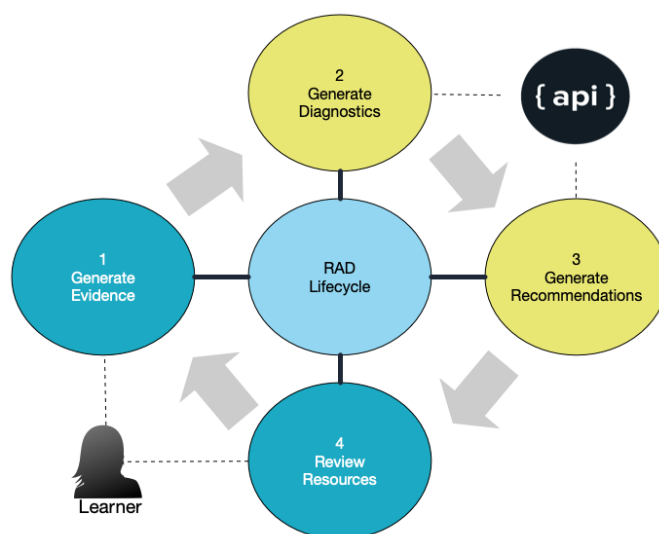 2
Generate
Diagnostics
{ api }
1
Generate
Evidence
RAD
Lifecycle
3
Generate
Recommendations
4
Review
Resources
Learner